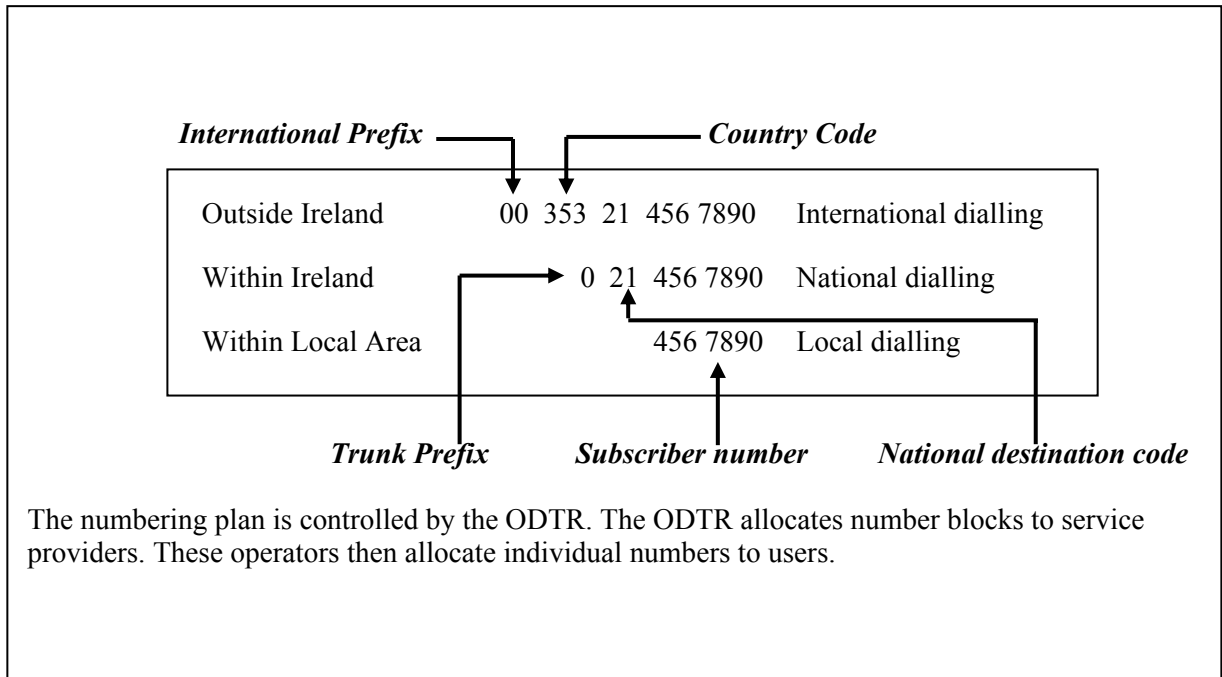 International Prefix Country Code
Outside Ireland 00 353 21 456 7890 International dialling
Within Ireland 0 21 456 7890 National dialling
Within Local Area 456 7890 Local dialling
Trunk Prefix Subscriber number National destination code
The numbering plan is controlled by the ODTR. The ODTR allocates number blocks to service
providers. These operators then allocate individual numbers to users.